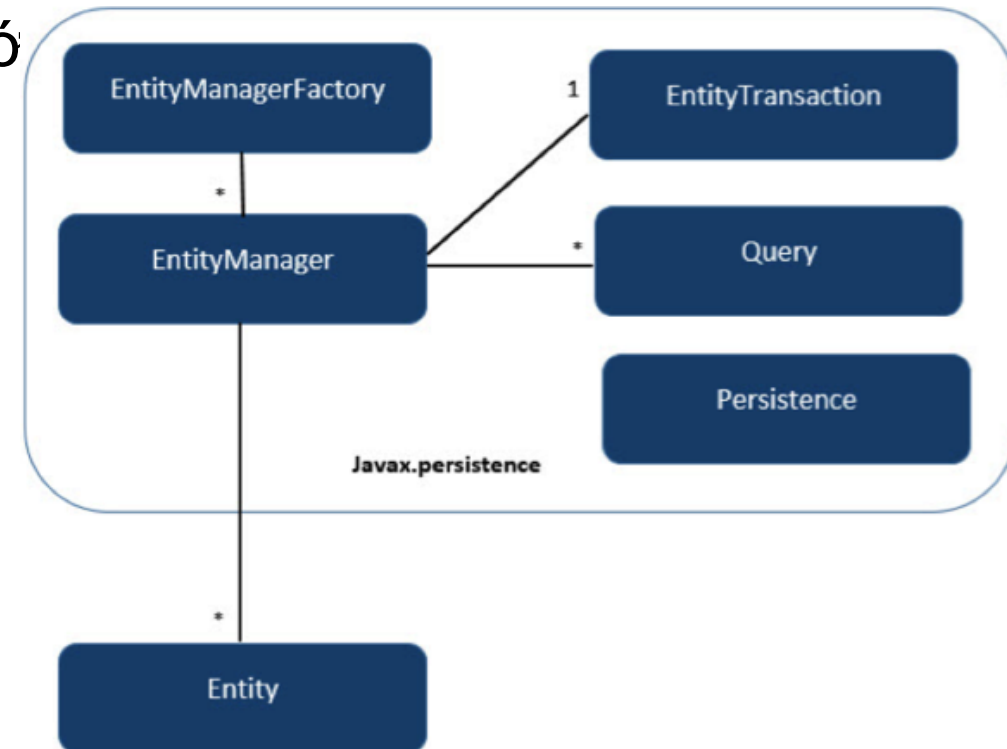 EntityManagerFactory
1
EntityTransaction
*
EntityManager
*
Query
Persistence
Javax.persistence
*
Entity